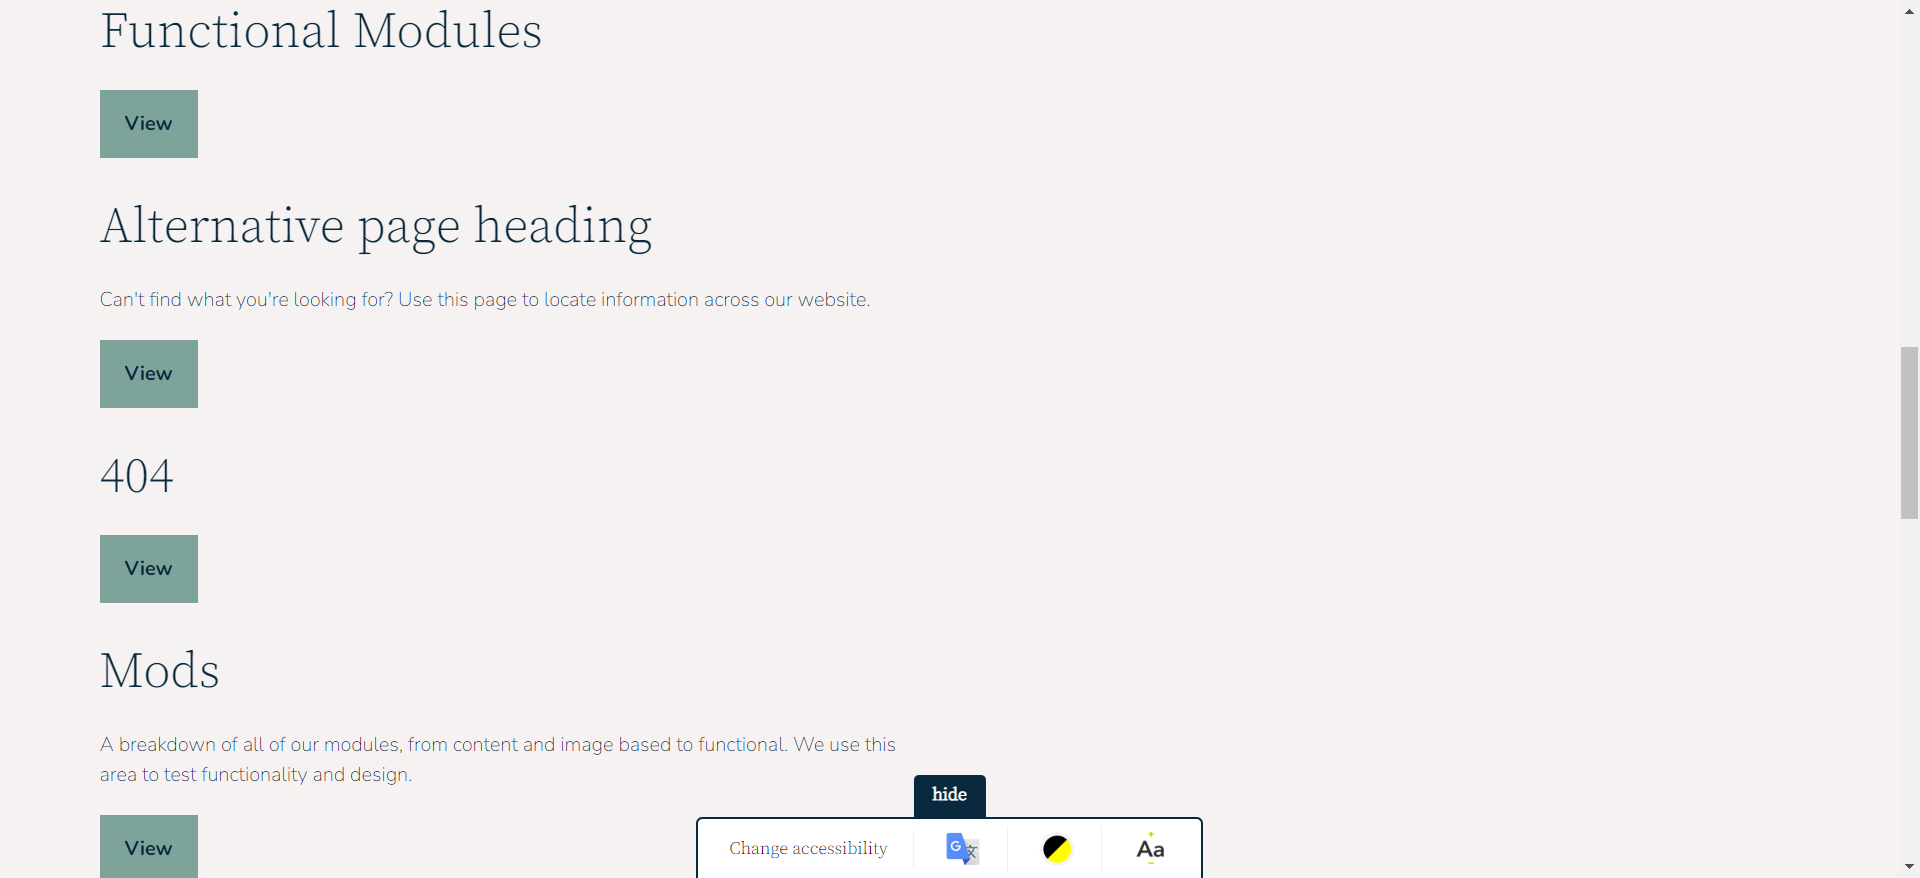 Functional Modules
View
Alternative page heading
Can't find what you're looking for? Use this page to locate information across our website.
View
404
View
Mods
A breakdown of all of our modules, from content and image based to functional. We use this
area to test functionality and design.
View
hide
Change accessibility
G 文
Aa